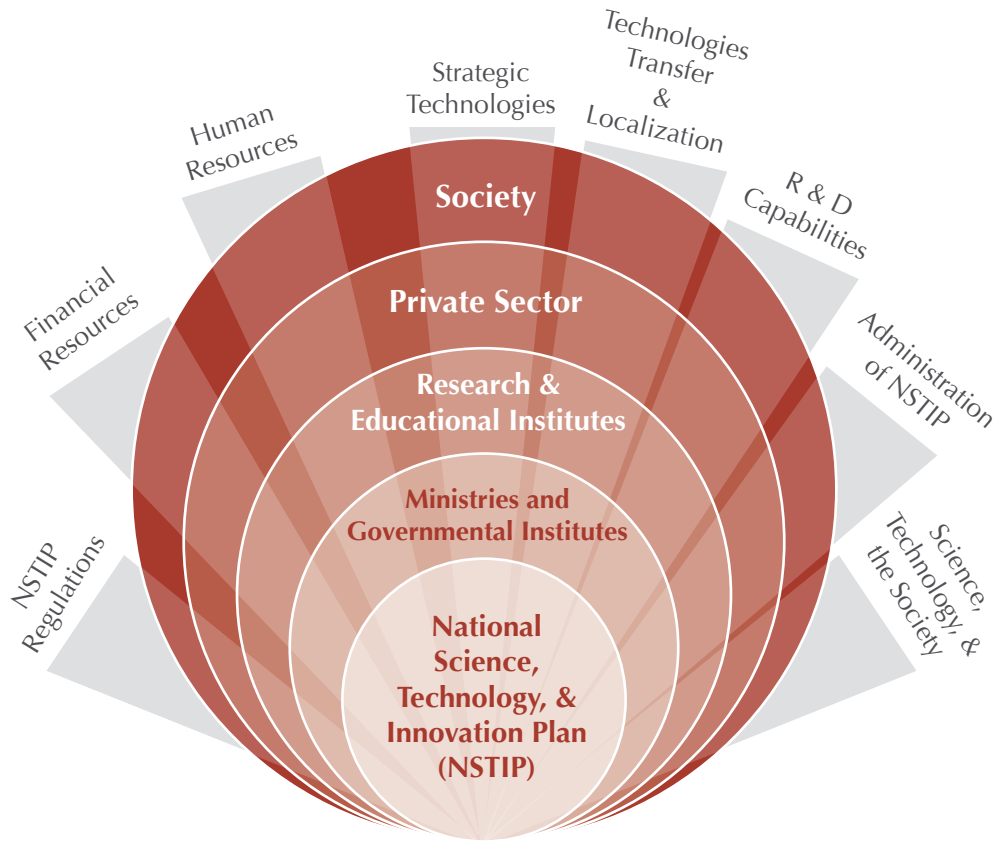 NSTIP
Regulations
Financial
Resources
Human
Resources
Strategic
Technologies
Technologies
Transfer
&
Localization
R & D
Capabilities
Administration
of NSTIP
Science,
Technology, &
the Society
Society
Private Sector
Research &
Educational Institutes
Ministries and
Governmental Institutes
National
Science,
Technology, &
Innovation Plan
(NSTIP)